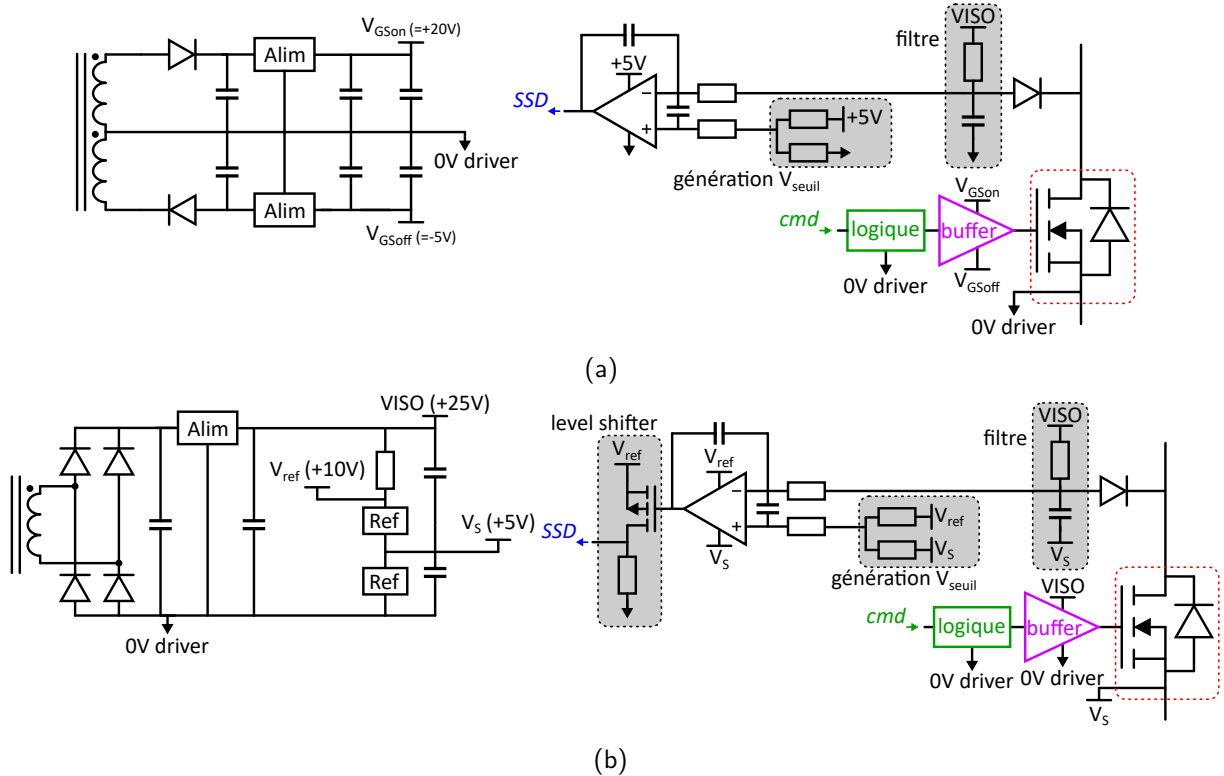 V_GSon (=+20V)
Alim
0V driver
Alim
V_GSoff (=-5V)
VISO
filtre
+5V
SSD
−
+
+5V
génération V_seuil
V_GSon
cmd
logique
buffer
0V driver
V_GSoff
0V driver
(a)
VISO (+25V)
Alim
V_ref (+10V)
Ref
V_S (+5V)
Ref
0V driver
level shifter
V_ref
V_ref
SSD
−
+
V_S
V_ref
V_S
génération V_seuil
VISO
filtre
V_S
VISO
cmd
logique
buffer
0V driver
0V driver
V_S
(b)